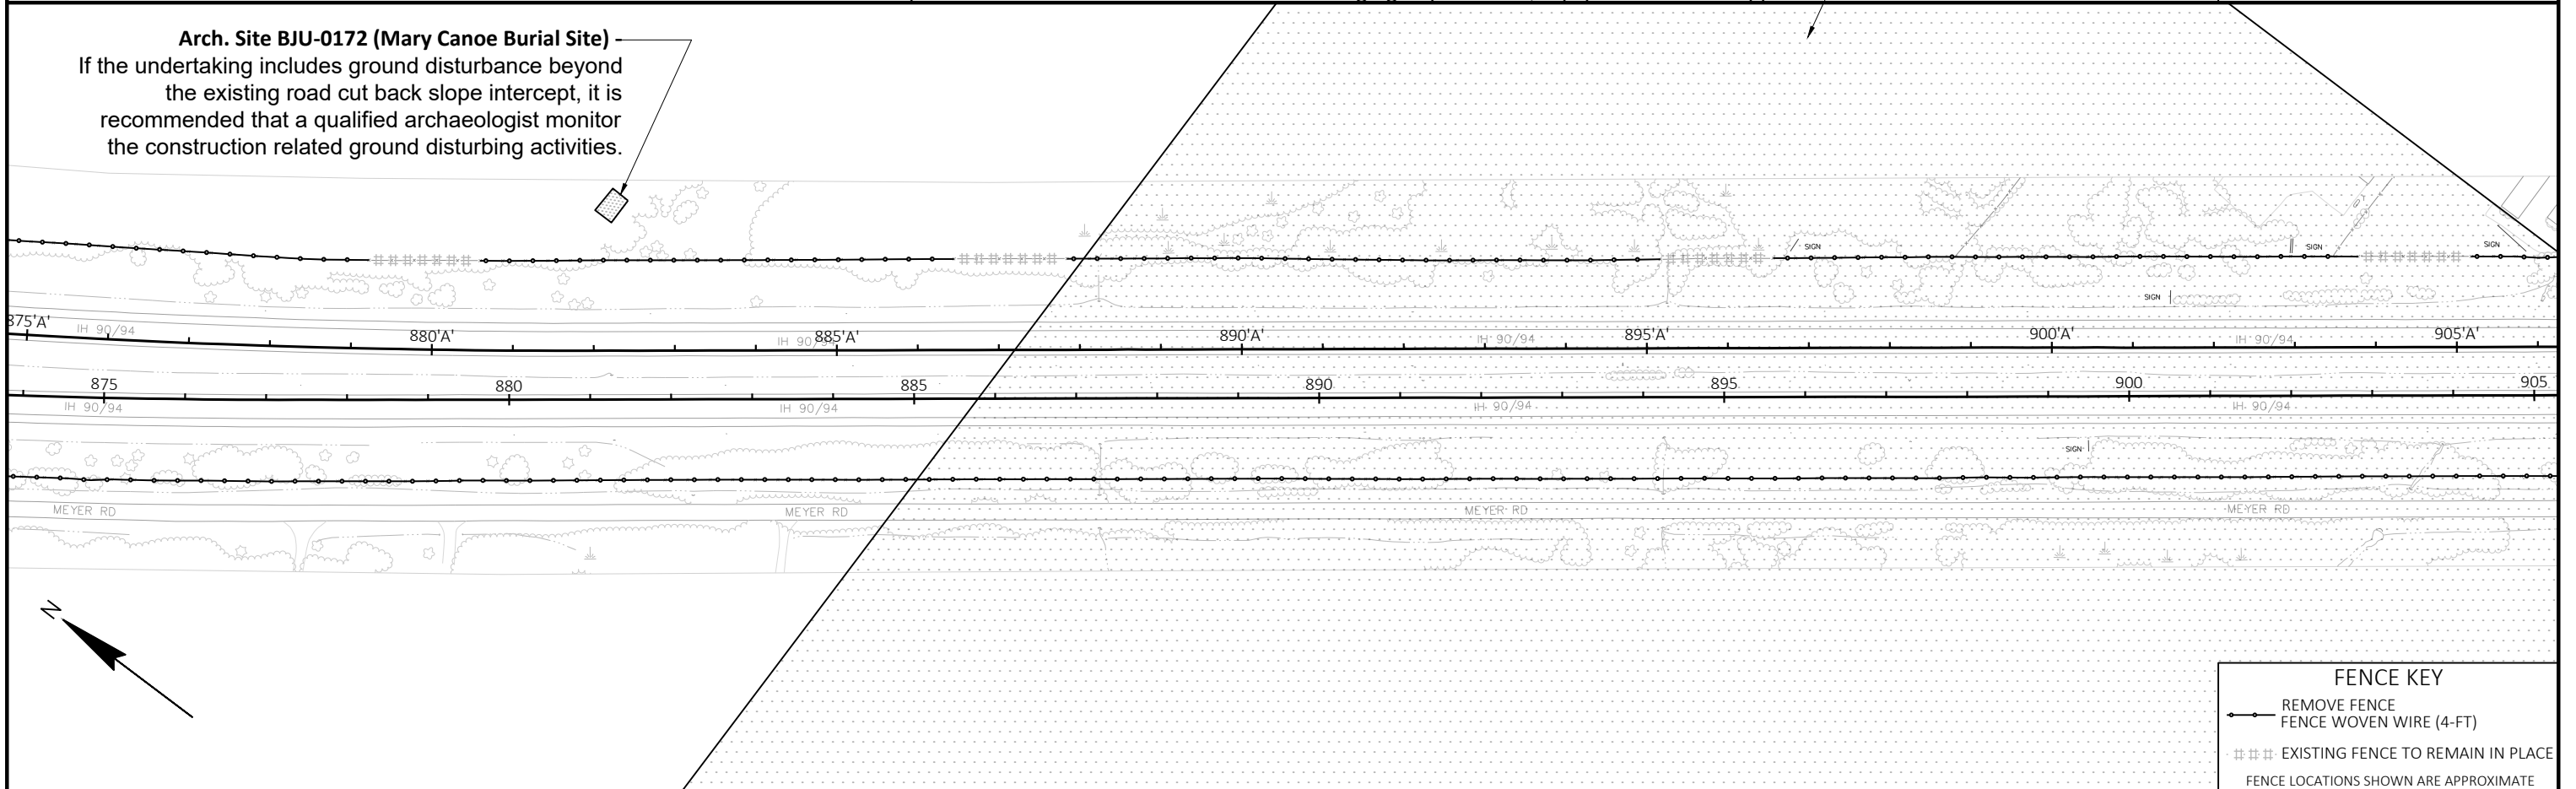 Arch. Site BJU-0172 (Mary Canoe Burial Site) -
If the undertaking includes ground disturbance beyond
the existing road cut back slope intercept, it is
recommended that a qualified archaeologist monitor
the construction related ground disturbing activities.
SIGN
SIGN
SIGN
SIGN
875'A'
880'A'
885'A'
890'A'
895'A'
900'A'
905'A'
IH 90/94
IH 90/94
IH 90/94
IH 90/94
875
880
885
890
895
900
905
IH 90/94
IH 90/94
IH 90/94
IH 90/94
SIGN
MEYER RD
MEYER RD
MEYER RD
MEYER RD
N
FENCE KEY
REMOVE FENCE
FENCE WOVEN WIRE (4-FT)
EXISTING FENCE TO REMAIN IN PLACE
FENCE LOCATIONS SHOWN ARE APPROXIMATE